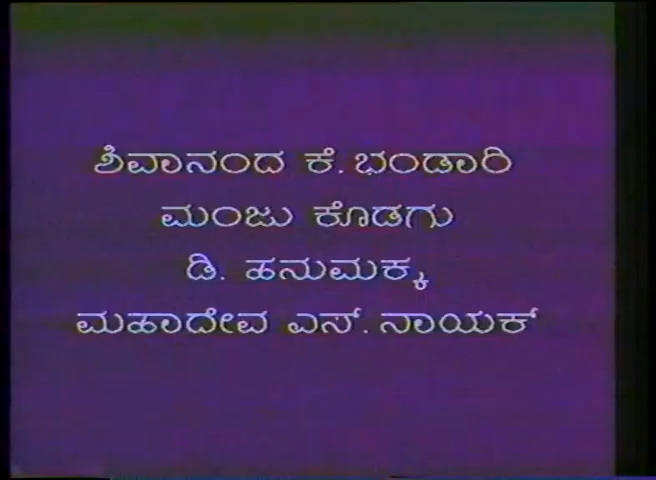 ಶಿವಾನಂದ ಕೆ. ಭಂಡಾರಿ
ಮಂಜು ಕೊಡಗು
ಡಿ. ಹನುಮಕ್ಕ
ಮಹಾದೇವ ಎಸ್. ನಾಯಕ್